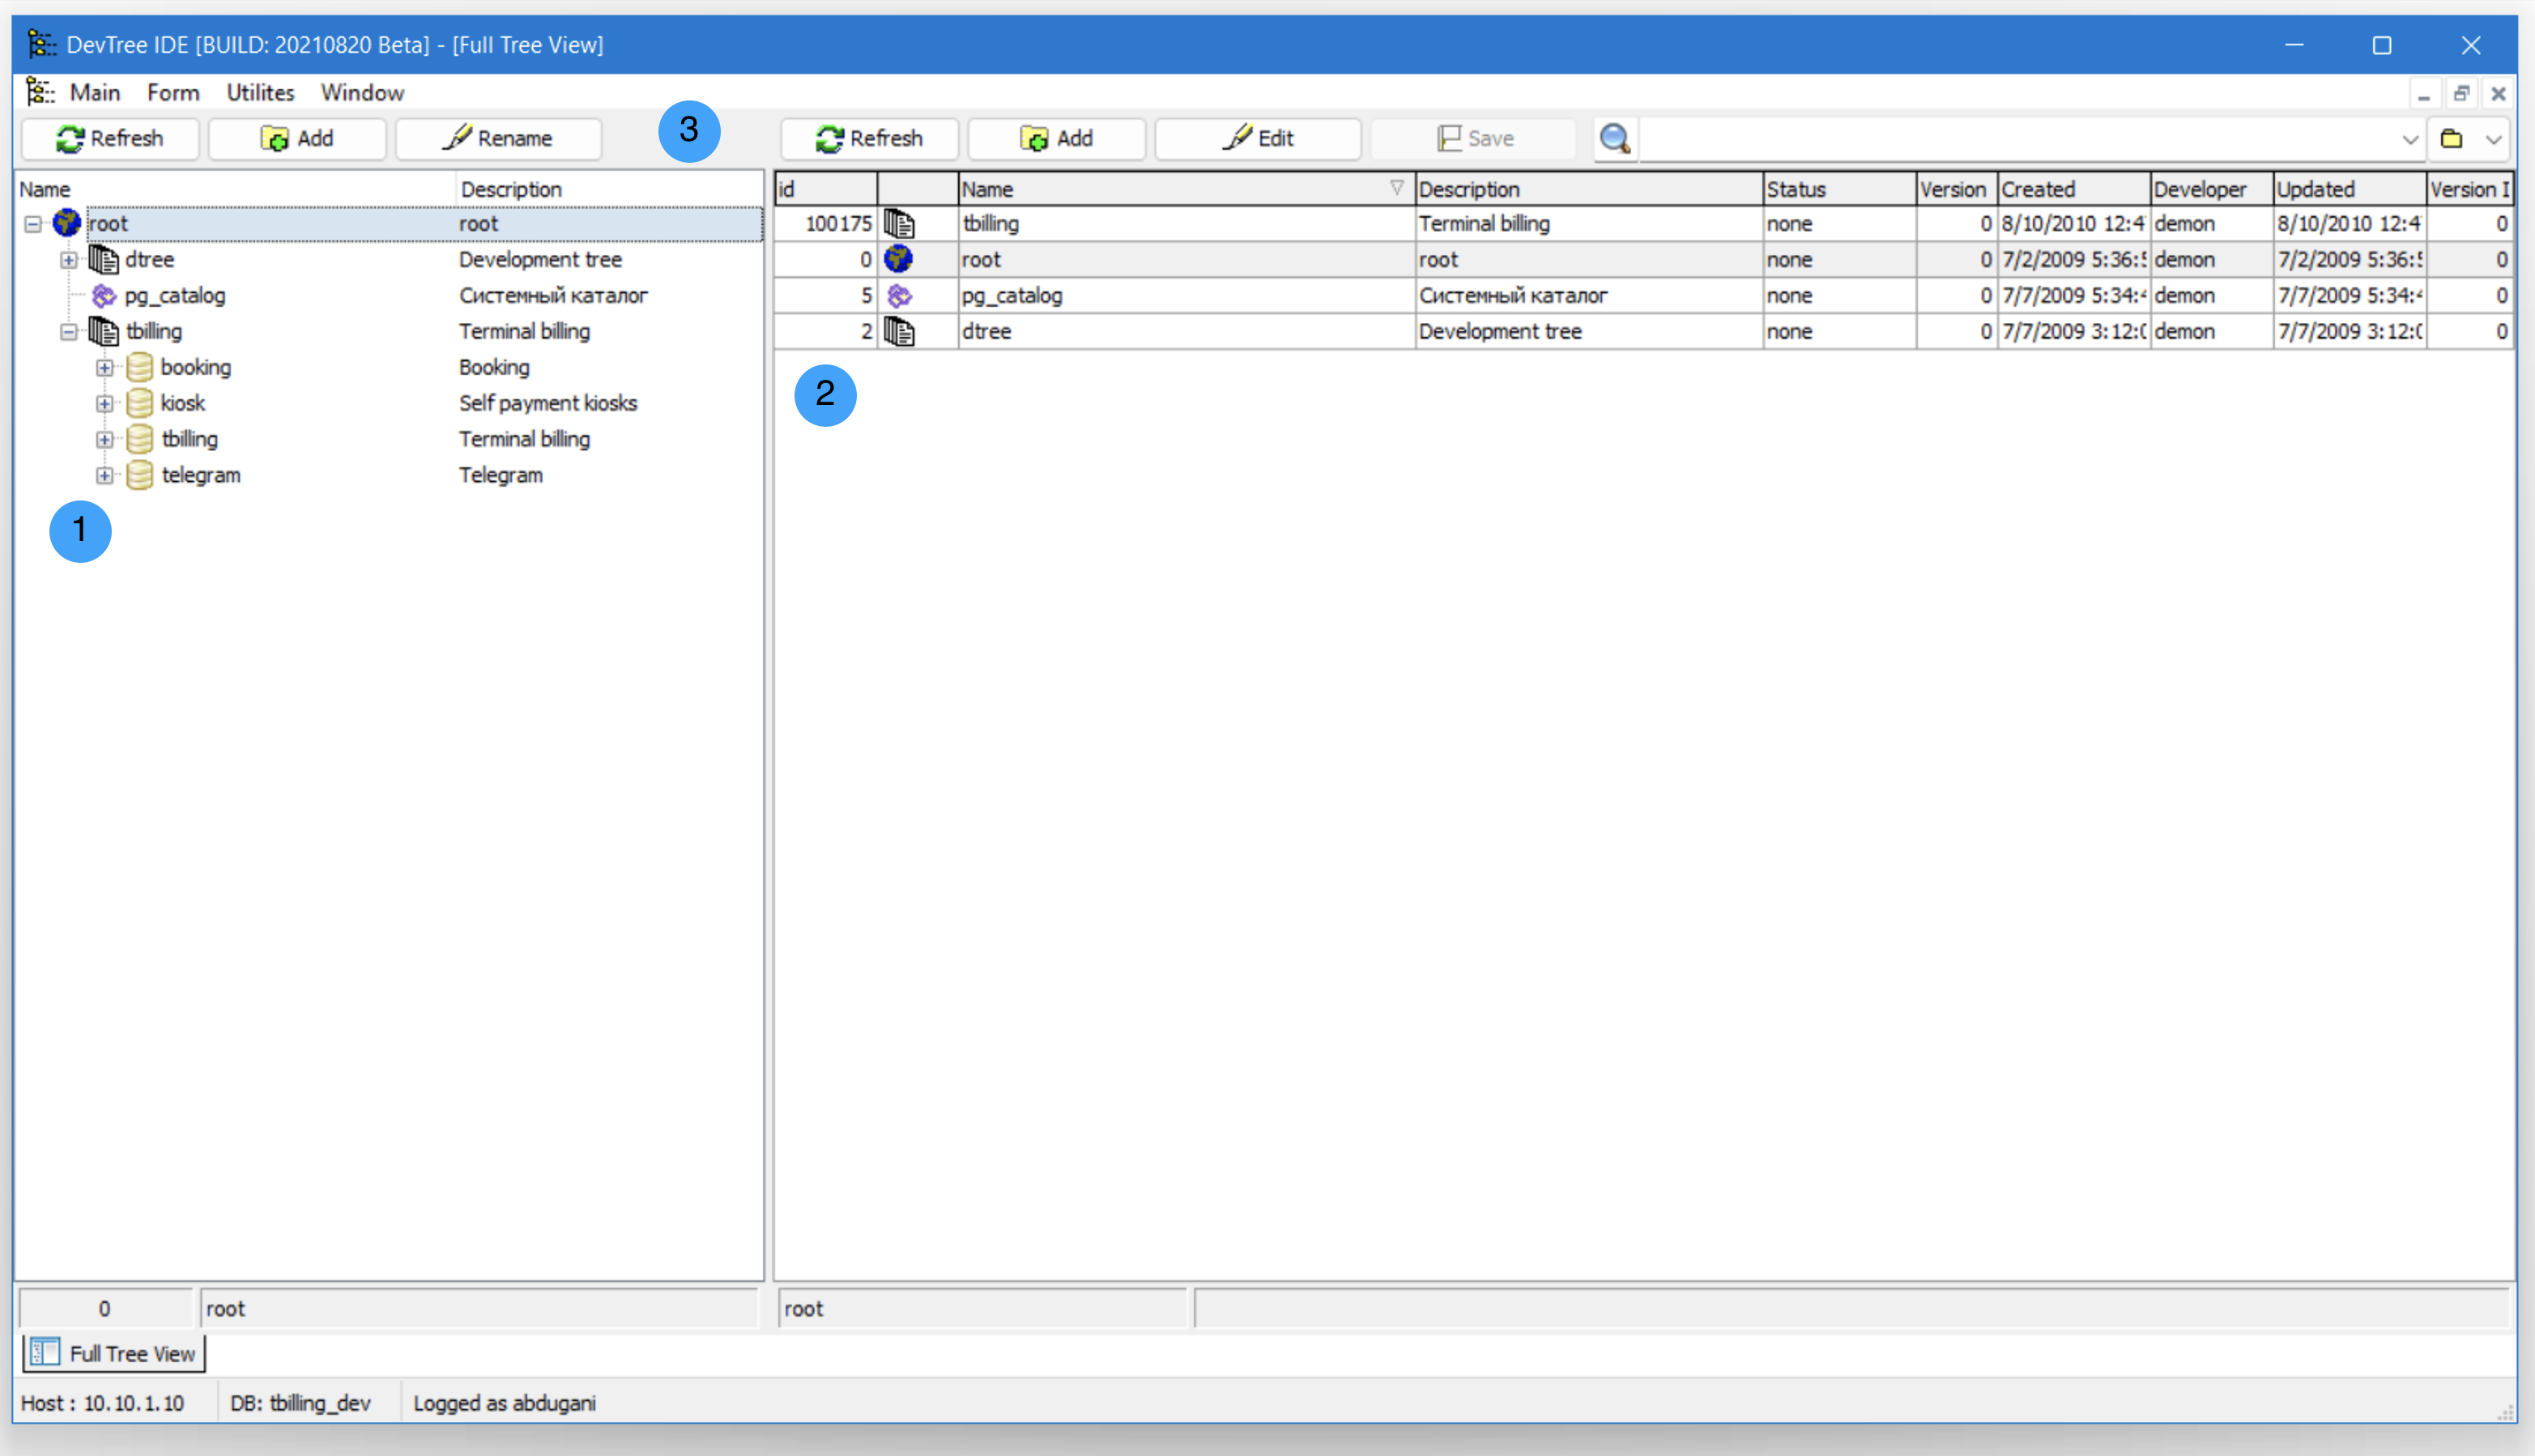 DevTree IDE [BUILD: 20210820 Beta] - [Full Tree View]
Main Form Utilites Window
Refresh Add Rename 3 Refresh Add Edit Save
Name Description
root root
dtree Development tree
pg_catalog Системный каталог
tbilling Terminal billing
booking Booking
kiosk Self payment kiosks
tbilling Terminal billing
telegram Telegram
1
id Name Description Status Version Created Developer Updated Version I
100175 tbilling Terminal billing none 0 8/10/2010 12:4 demon 8/10/2010 12:4 0
0 root root none 0 7/2/2009 5:36: demon 7/2/2009 5:36: 0
5 pg_catalog Системный каталог none 0 7/7/2009 5:34: demon 7/7/2009 5:34: 0
2 dtree Development tree none 0 7/7/2009 3:12: demon 7/7/2009 3:12: 0
2
0 root root
Full Tree View
Host : 10.10.1.10 DB: tbilling_dev Logged as abdugani